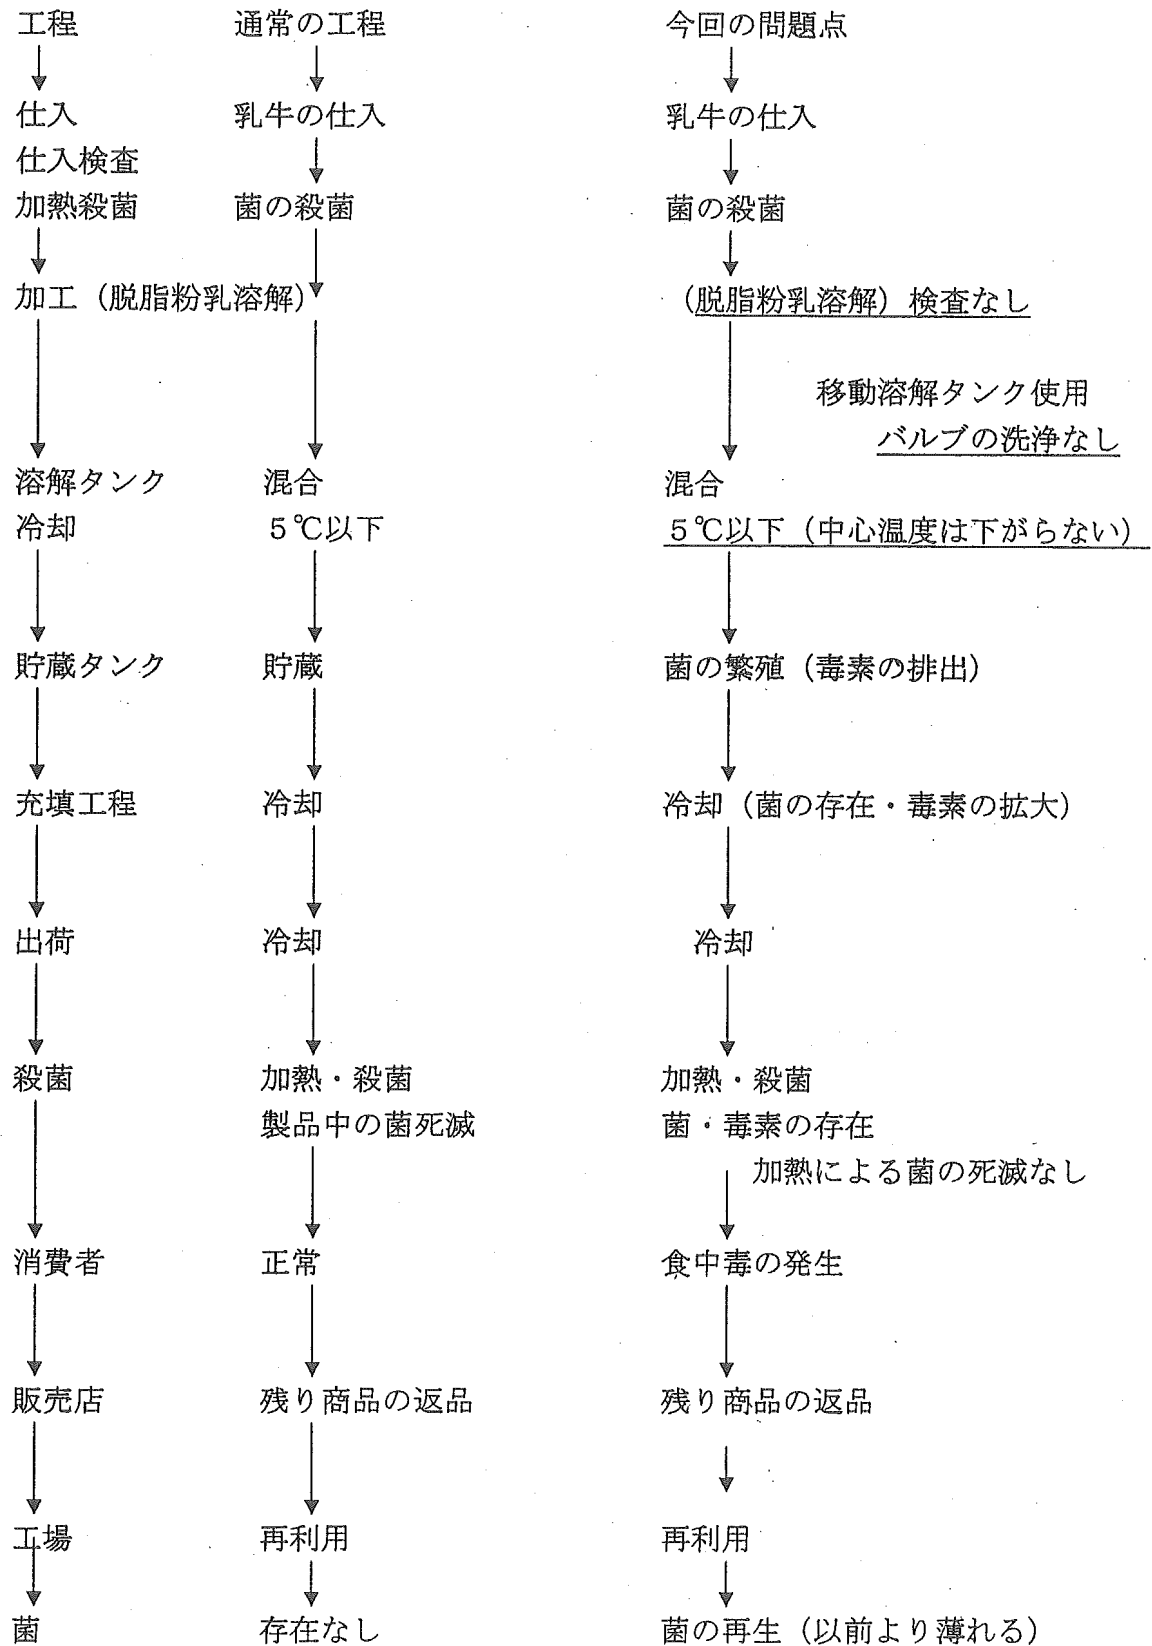 工程 通常の工程 今回の問題点
仕入 乳牛の仕入 乳牛の仕入
仕入検査
加熱殺菌 菌の殺菌 菌の殺菌
加工（脱脂粉乳溶解） （脱脂粉乳溶解）検査なし
移動溶解タンク使用
バルブの洗浄なし
溶解タンク 混合 混合
冷却 ５℃以下 ５℃以下（中心温度は下がらない）
貯蔵タンク 貯蔵 菌の繁殖（毒素の排出）
充填工程 冷却 冷却（菌の存在・毒素の拡大）
出荷 冷却 冷却
殺菌 加熱・殺菌 加熱・殺菌
製品中の菌死滅 菌・毒素の存在
加熱による菌の死滅なし
消費者 正常 食中毒の発生
販売店 残り商品の返品 残り商品の返品
工場 再利用 再利用
菌 存在なし 菌の再生（以前より薄れる）